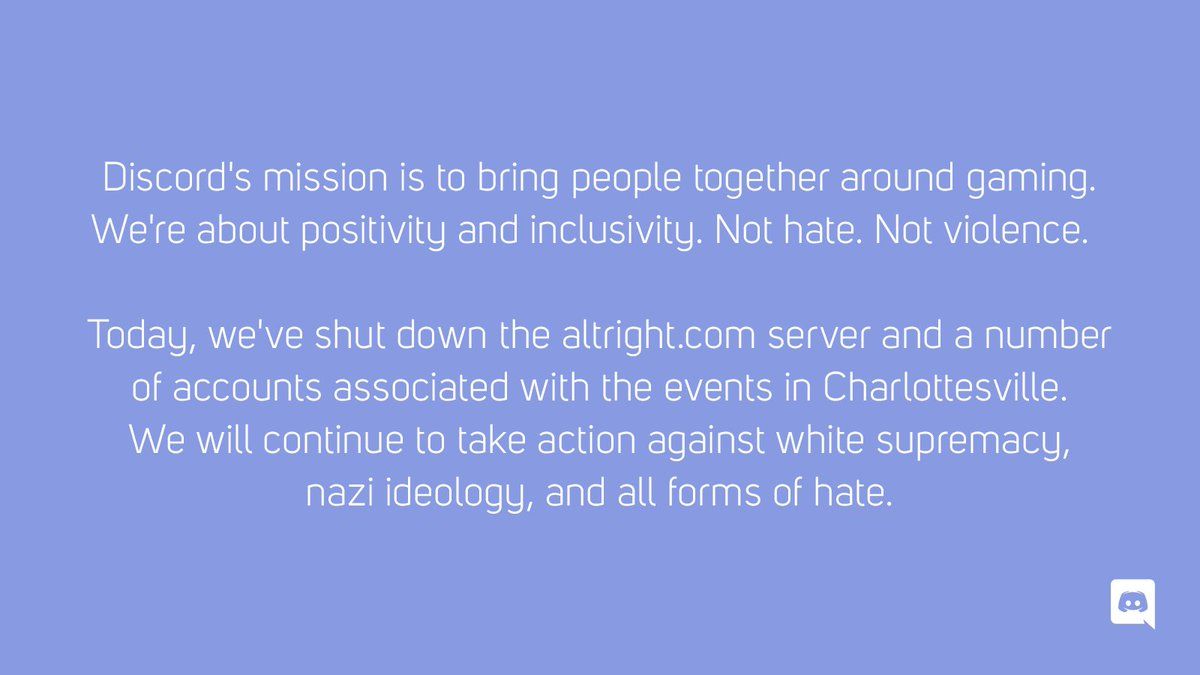 Discord's mission is to bring people together around gaming.
We're about positivity and inclusivity. Not hate. Not violence.
Today, we've shut down the altright.com server and a number
of accounts associated with the events in Charlottesville.
We will continue to take action against white supremacy,
nazi ideology, and all forms of hate.